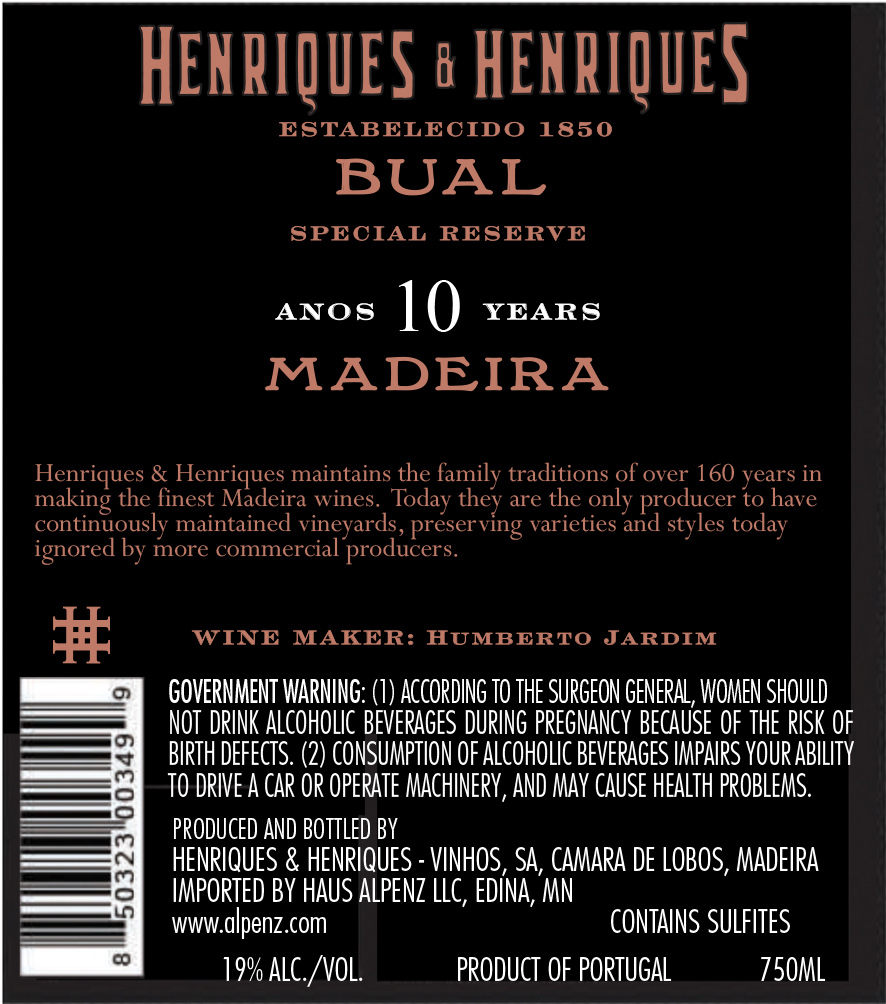 HENRIQUES & HENRIQUES
ESTABELECIDO 1850
BUAL
SPECIAL RESERVE
ANOS 10 YEARS
MADEIRA
Henriques & Henriques maintains the family traditions of over 160 years in
making the finest Madeira wines. Today they are the only producer to have
continuously maintained vineyards, preserving varieties and styles today
ignored by more commercial producers.
WINE MAKER: HUMBERTO JARDIM
GOVERNMENT WARNING: (1) ACCORDING TO THE SURGEON GENERAL, WOMEN SHOULD
NOT DRINK ALCOHOLIC BEVERAGES DURING PREGNANCY BECAUSE OF THE RISK OF
BIRTH DEFECTS. (2) CONSUMPTION OF ALCOHOLIC BEVERAGES IMPAIRS YOUR ABILITY
TO DRIVE A CAR OR OPERATE MACHINERY, AND MAY CAUSE HEALTH PROBLEMS.
8 50323 00349 9
PRODUCED AND BOTTLED BY
HENRIQUES & HENRIQUES - VINHOS, SA, CAMARA DE LOBOS, MADEIRA
IMPORTED BY HAUS ALPENZ LLC, EDINA, MN
www.alpenz.com CONTAINS SULFITES
19% ALC./VOL. PRODUCT OF PORTUGAL 750ML